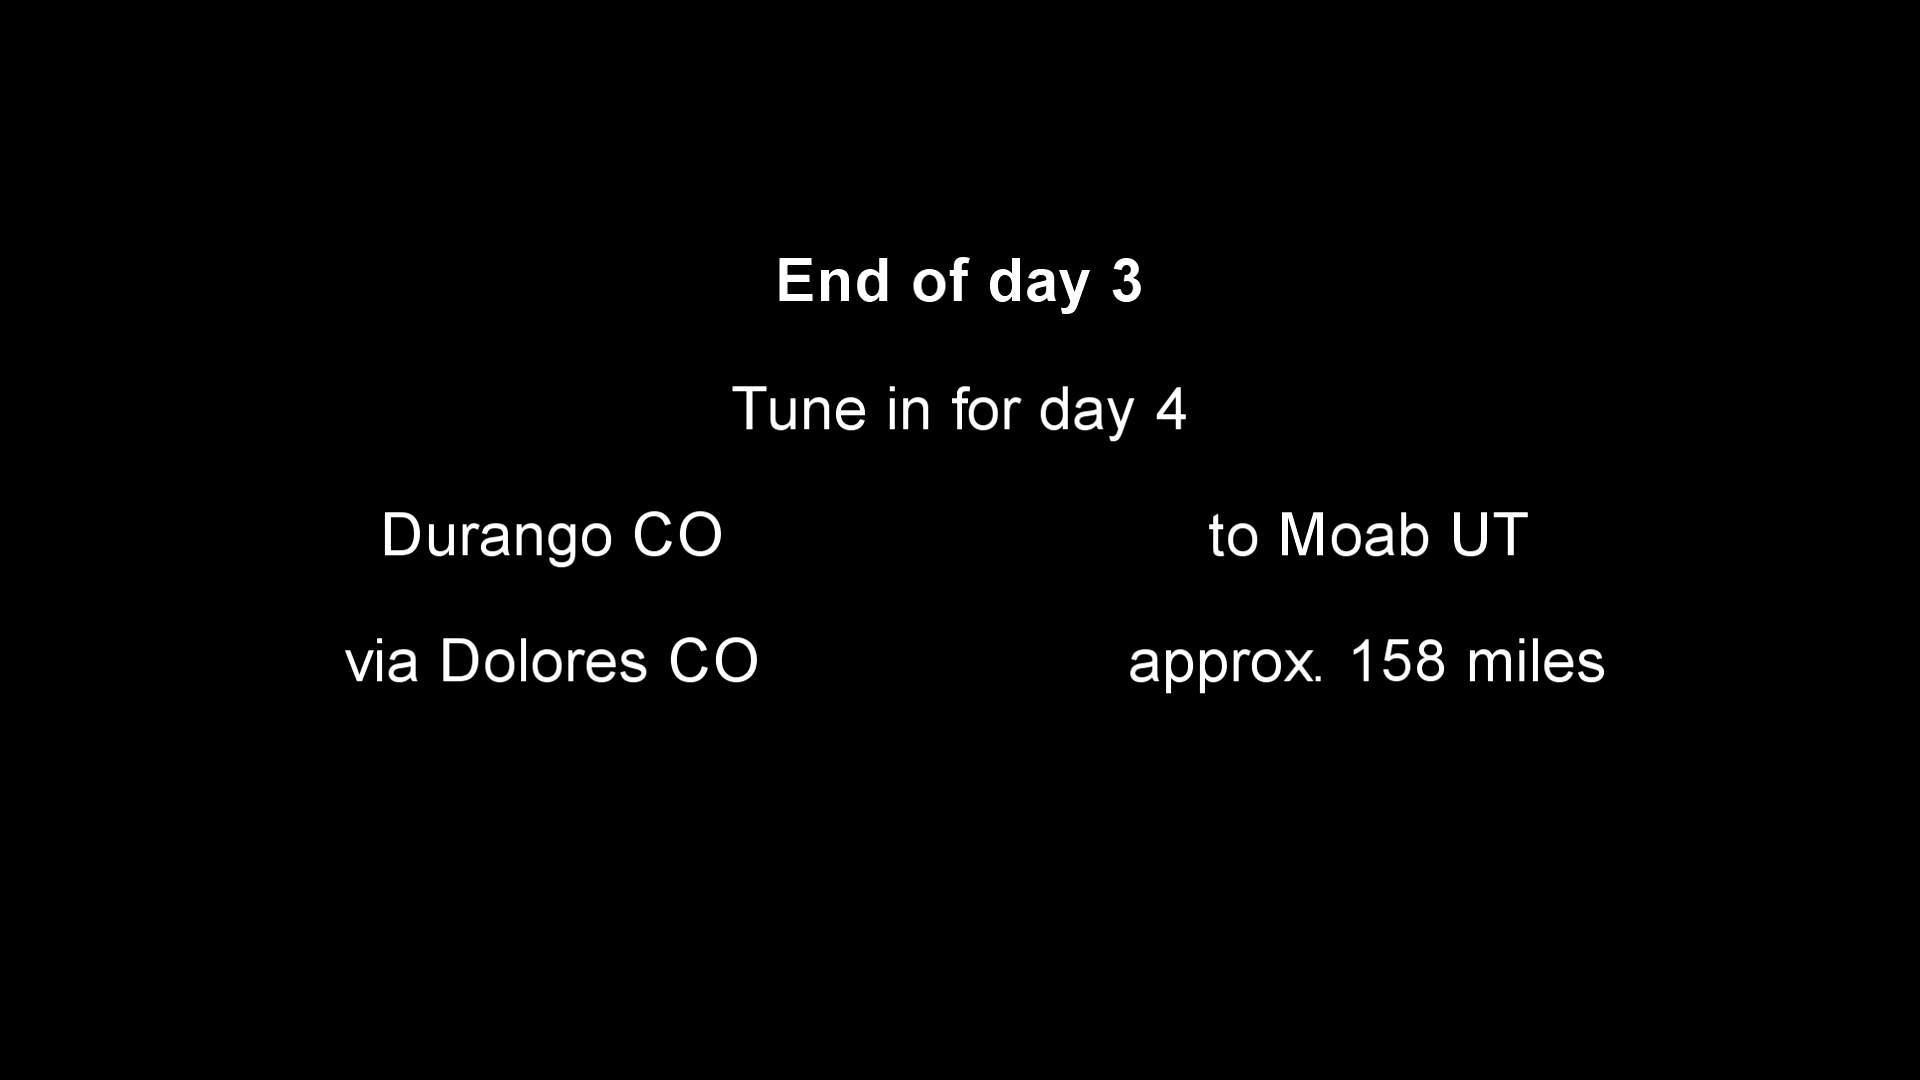 End of day 3
Tune in for day 4
Durango CO to Moab UT
via Dolores CO approx. 158 miles